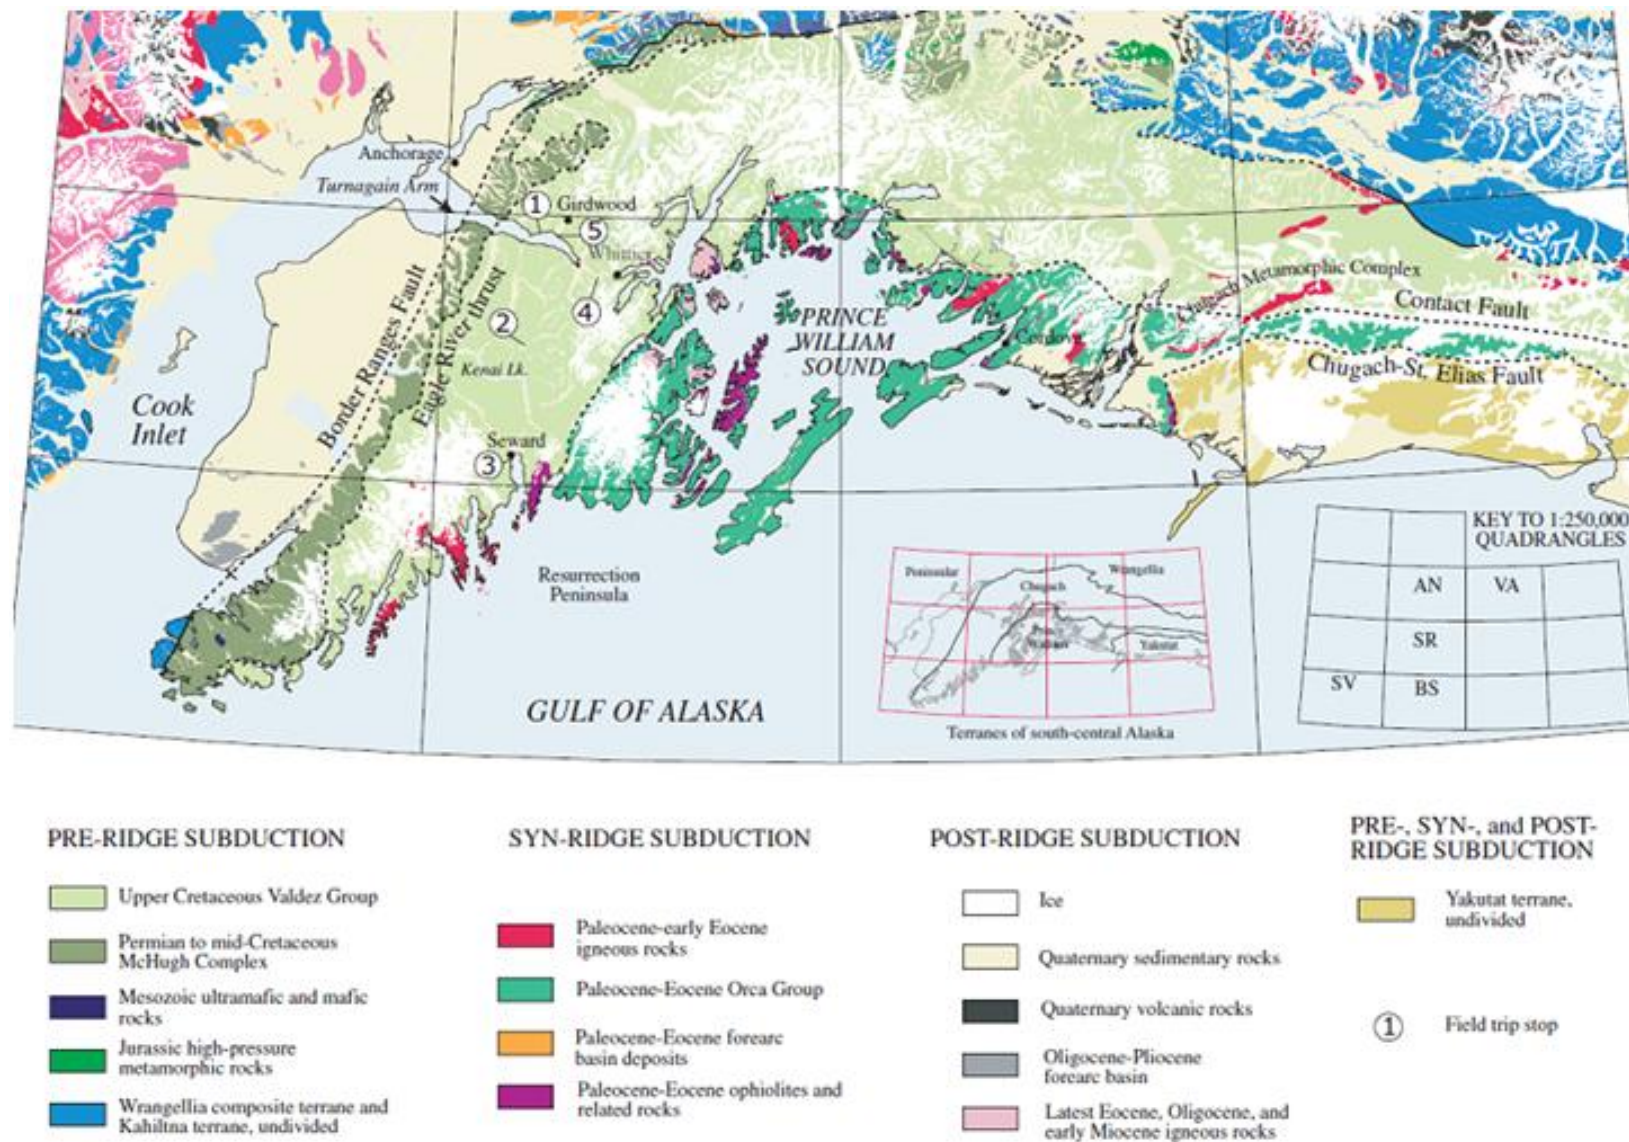 Anchorage
Turnagain Arm
①
Girdwood
⑤
Whittier
④
②
Kenai Lk.
Border Ranges Fault
Eagle River thrust
Cook
Inlet
Seward
③
PRINCE
WILLIAM
SOUND
Cordova
Chugach Metamorphic Complex
Contact Fault
Chugach-St. Elias Fault
Resurrection
Peninsula
GULF OF ALASKA
Peninsular
Wrangellia
Chugach
Yakutat
Terranes of south-central Alaska
KEY TO 1:250,000
QUADRANGLES
AN
VA
SR
SV
BS
PRE-RIDGE SUBDUCTION
Upper Cretaceous Valdez Group
Permian to mid-Cretaceous
McHugh Complex
Mesozoic ultramafic and mafic
rocks
Jurassic high-pressure
metamorphic rocks
Wrangellia composite terrane and
Kahiltna terrane, undivided
SYN-RIDGE SUBDUCTION
Paleocene-early Eocene
igneous rocks
Paleocene-Eocene Orca Group
Paleocene-Eocene forearc
basin deposits
Paleocene-Eocene ophiolites and
related rocks
POST-RIDGE SUBDUCTION
Ice
Quaternary sedimentary rocks
Quaternary volcanic rocks
Oligocene-Pliocene
forearc basin
Latest Eocene, Oligocene, and
early Miocene igneous rocks
PRE-, SYN-, and POST-
RIDGE SUBDUCTION
Yakutat terrane,
undivided
①
Field trip stop